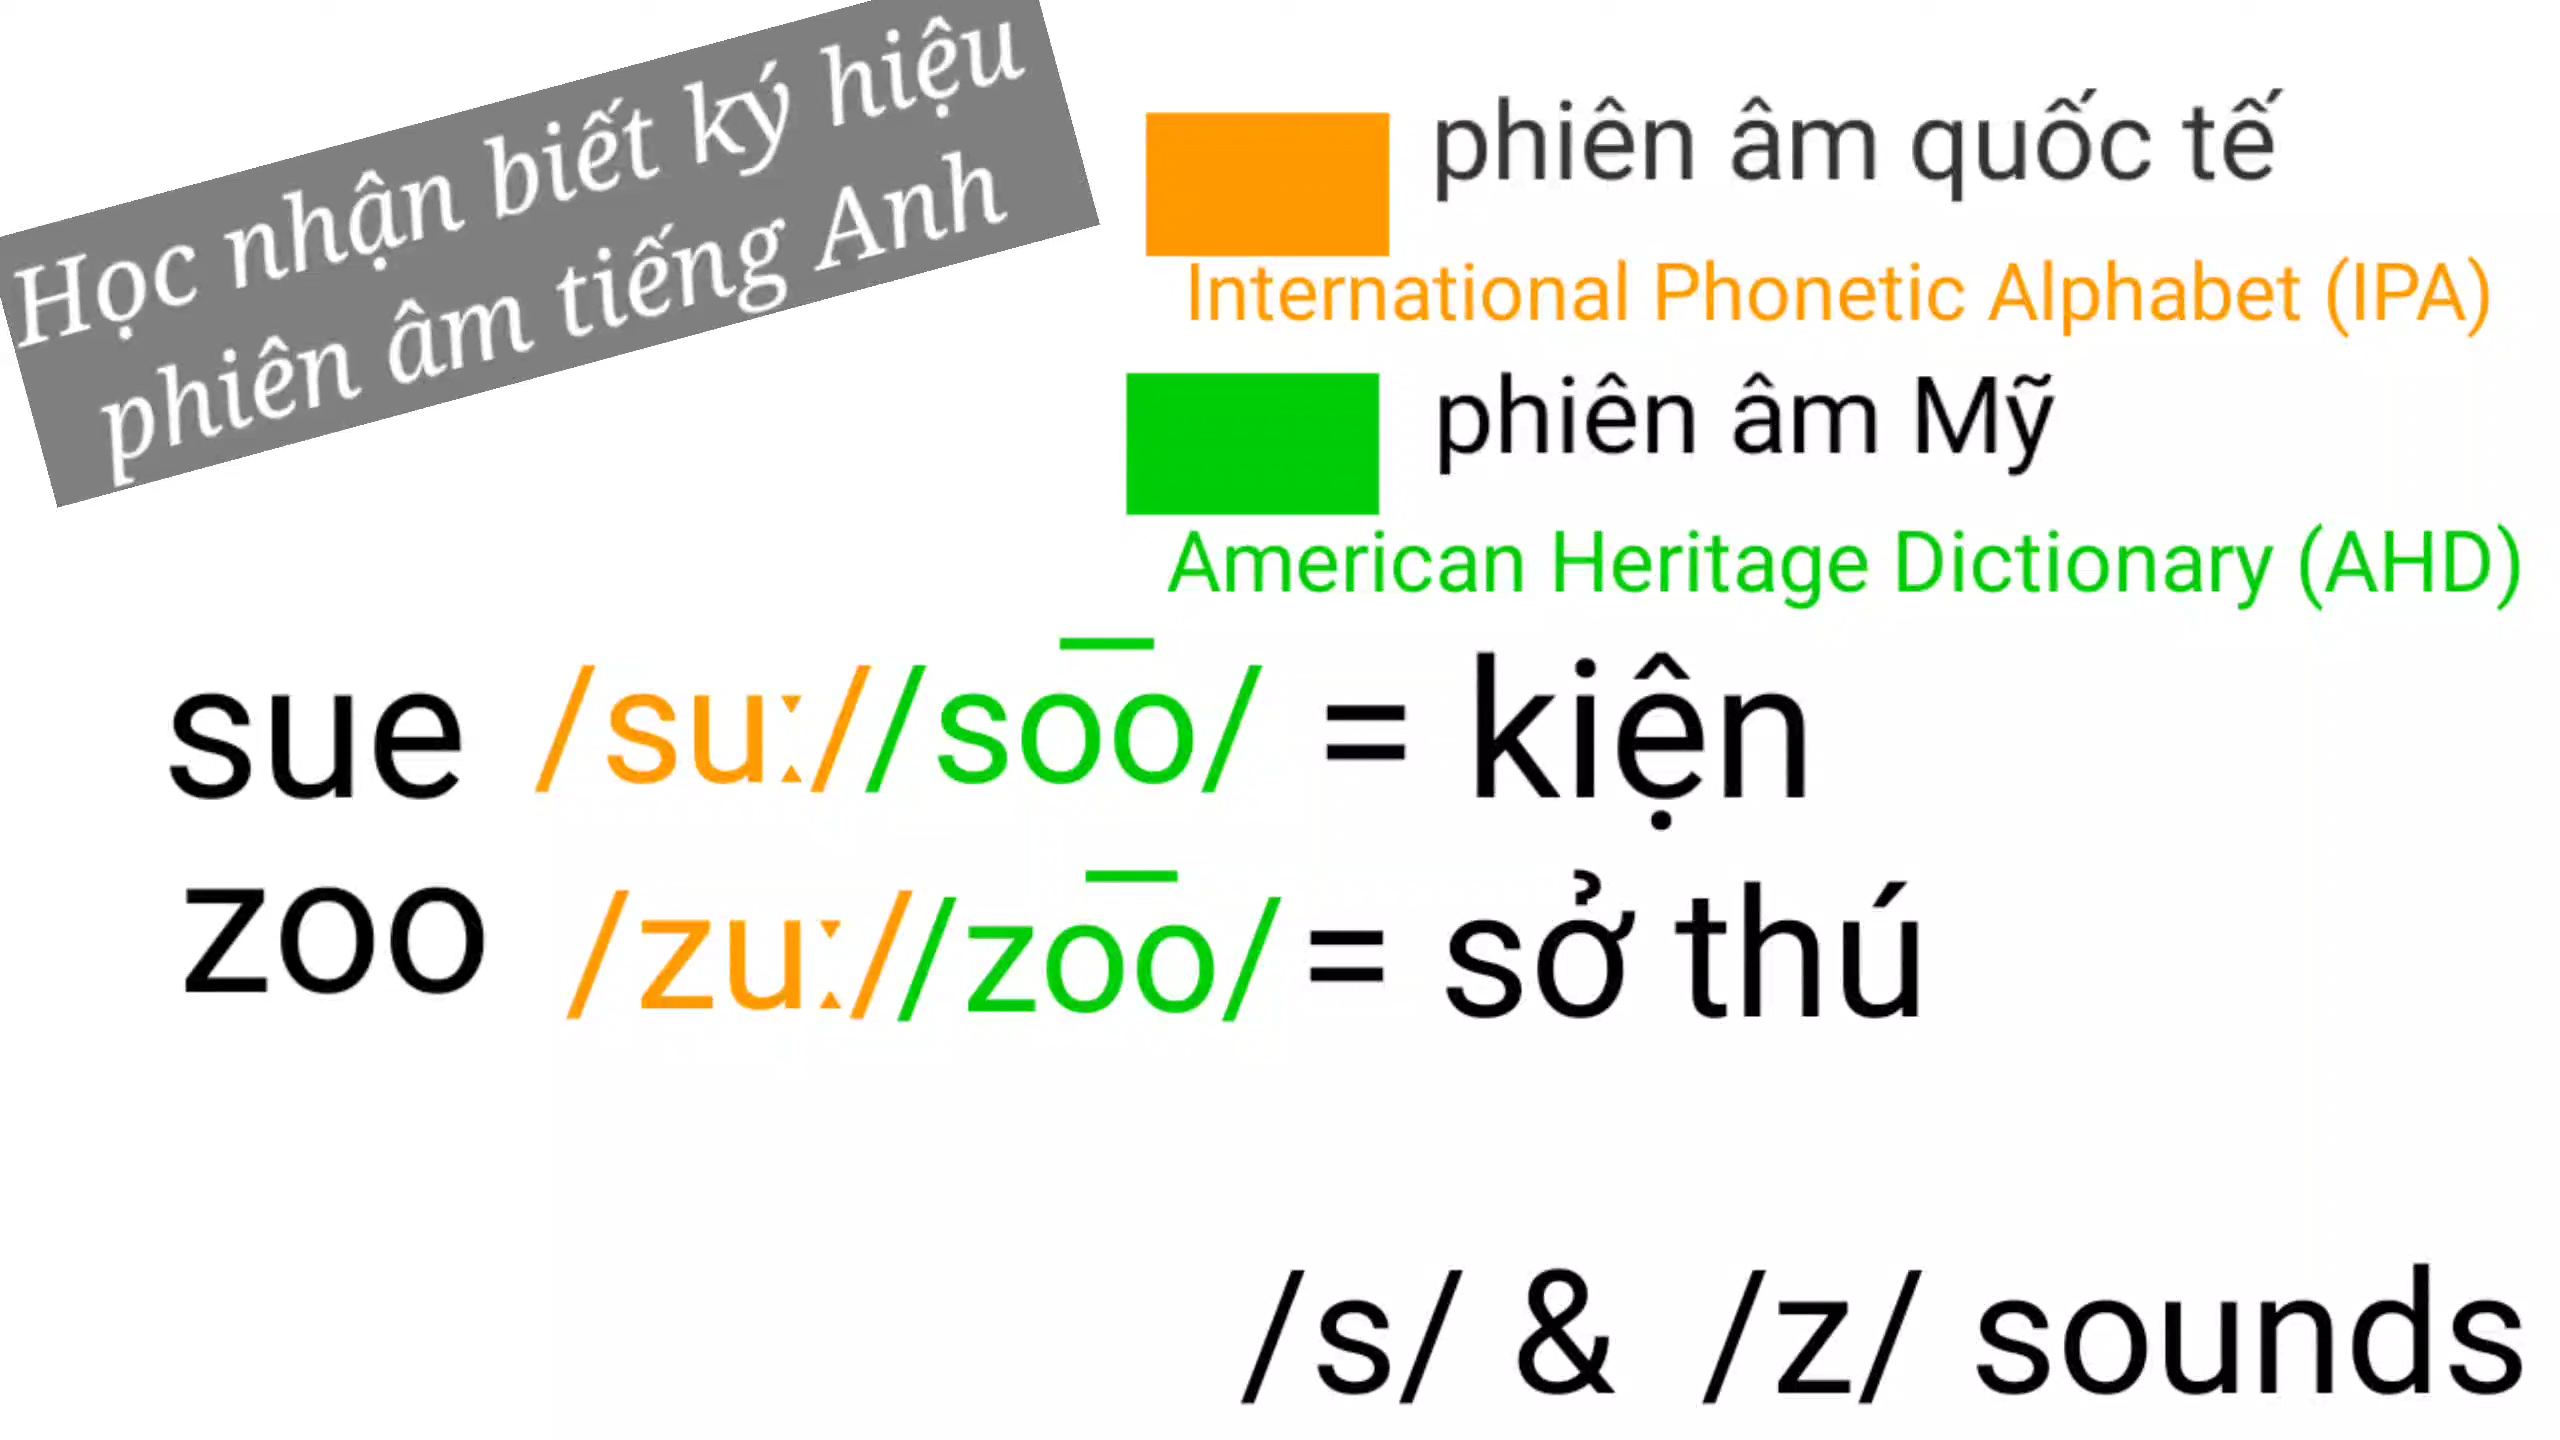 Học nhận biết ký hiệu
phiên âm tiếng Anh
phiên âm quốc tế
International Phonetic Alphabet (IPA)
phiên âm Mỹ
American Heritage Dictionary (AHD)
sue /suː//so͞o/ = kiện
zoo /zuː//zo͞o/ = sở thú
/s/ & /z/ sounds